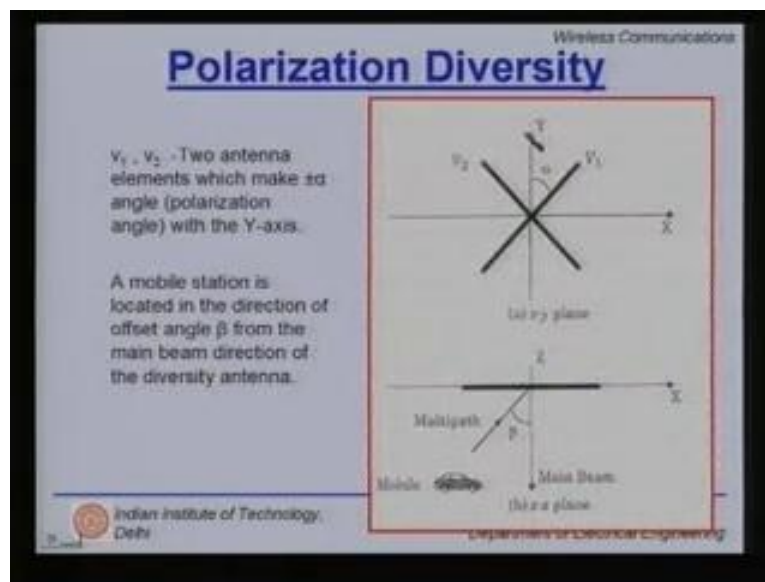 Wireless Communications
Polarization Diversity
V₁ , V₂ -Two antenna
elements which make ±α
angle (polarization
angle) with the Y-axis.
A mobile station is
located in the direction of
offset angle β from the
main beam direction of
the diversity antenna.
Y
V₂
α
V₁
X
(a) x-y plane
Z
X
Multipath
β
Mobile
Main Beam
(b) x-z plane
Indian Institute of Technology,
Delhi
Department of Electrical Engineering